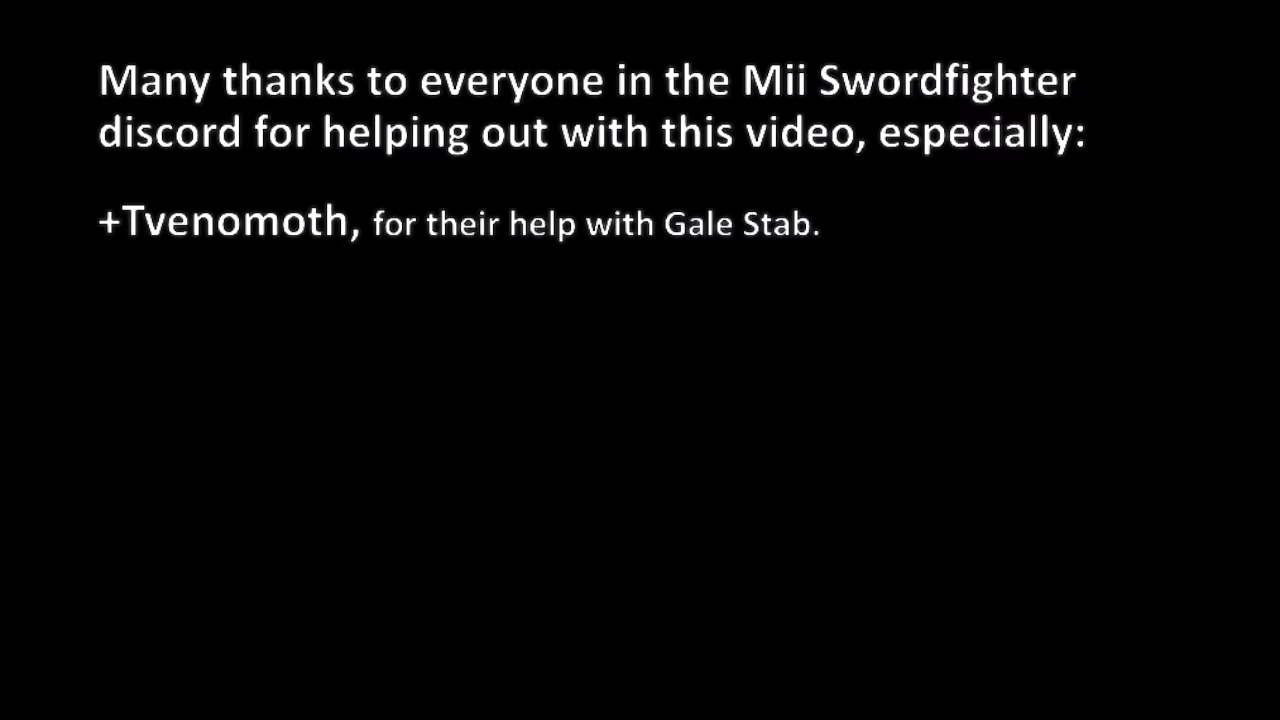 Many thanks to everyone in the Mii Swordfighter
discord for helping out with this video, especially:
+Tvenomoth, for their help with Gale Stab.